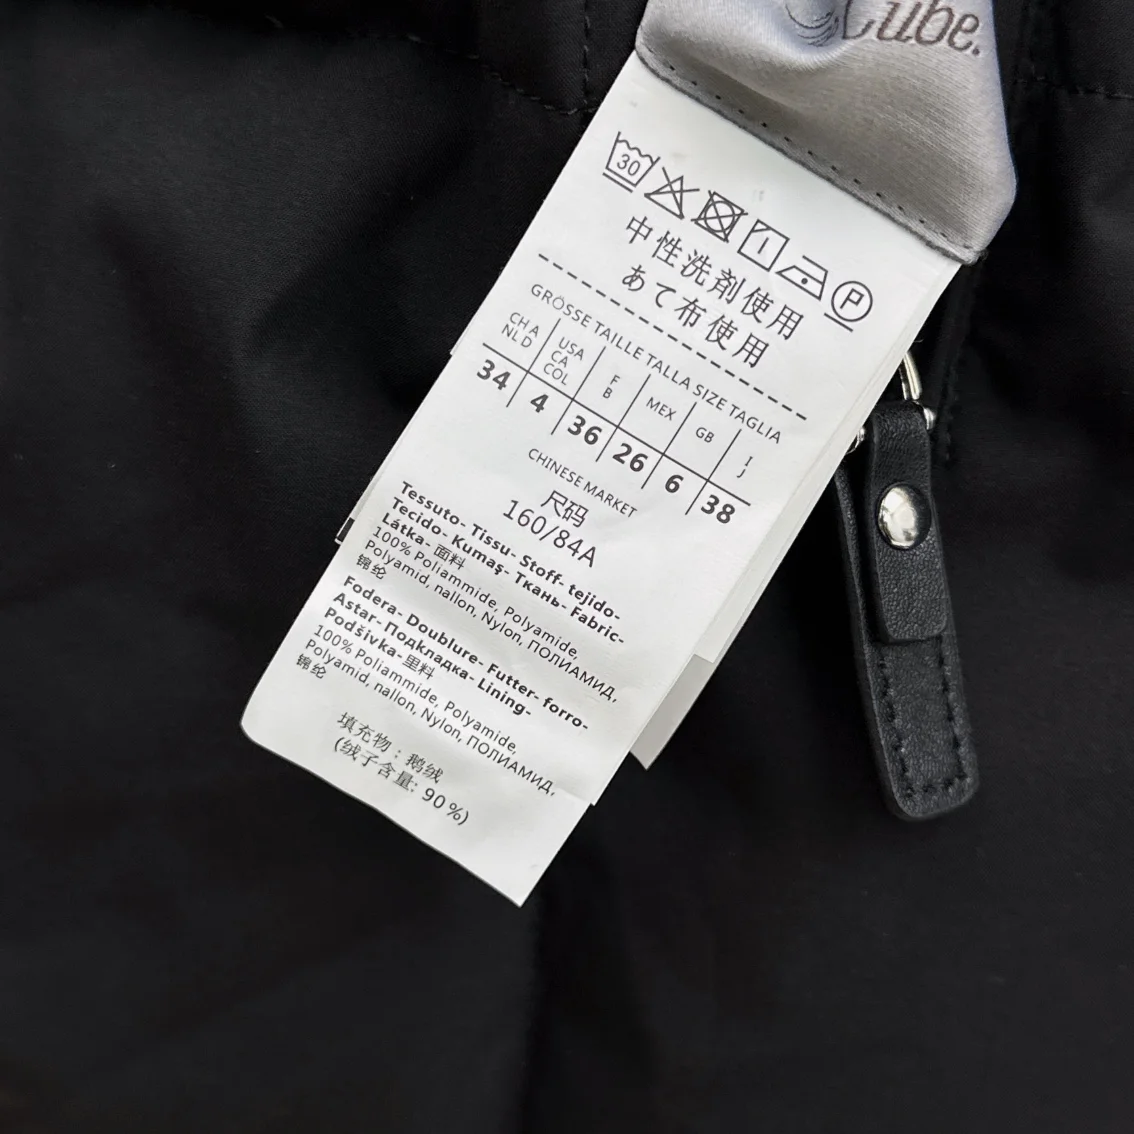 Cube.
30
P
中性洗剤使用
あて布使用
GRÖSSE TAILLE TALLA SIZE TAGLIA
CH A NLD
USA CA COL
F B
MEX
GB
I J
34 4 36 26 6 38
CHINESE MARKET
尺码
160/84A
Tessuto- Tissu- Stoff- tejido-
Tecido- Kumaş- Ткань- Fabric-
Látka- 面料
100% Poliammide, Polyamide,
Polyamid, nallon, Nylon, ПОЛИАМИД,
锦纶
Fodera- Doublure- Futter- forro-
Astar- Подкладка- Lining-
Podšívka- 里料
100% Poliammide, Polyamide,
Polyamid, nallon, Nylon, ПОЛИАМИД,
锦纶
填充物：鹅绒
(绒子含量: 90%)